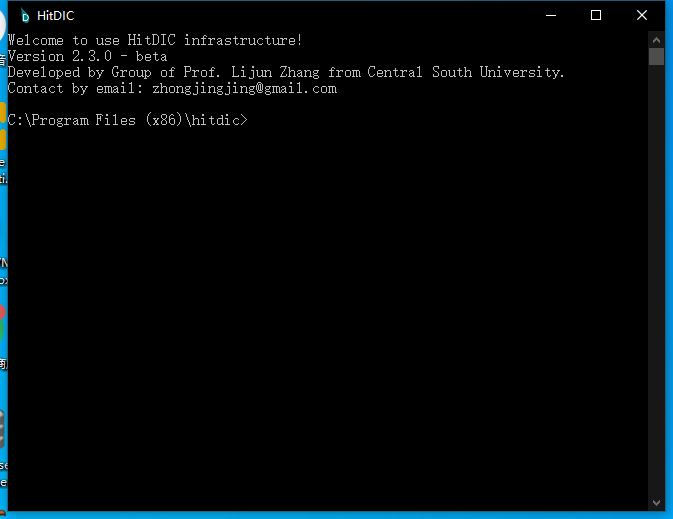 HitDIC
Welcome to use HitDIC infrastructure!
Version 2.3.0 - beta
Developed by Group of Prof. Lijun Zhang from Central South University.
Contact by email: zhongjingjing@gmail.com
C:\Program Files (x86)\hitdic>